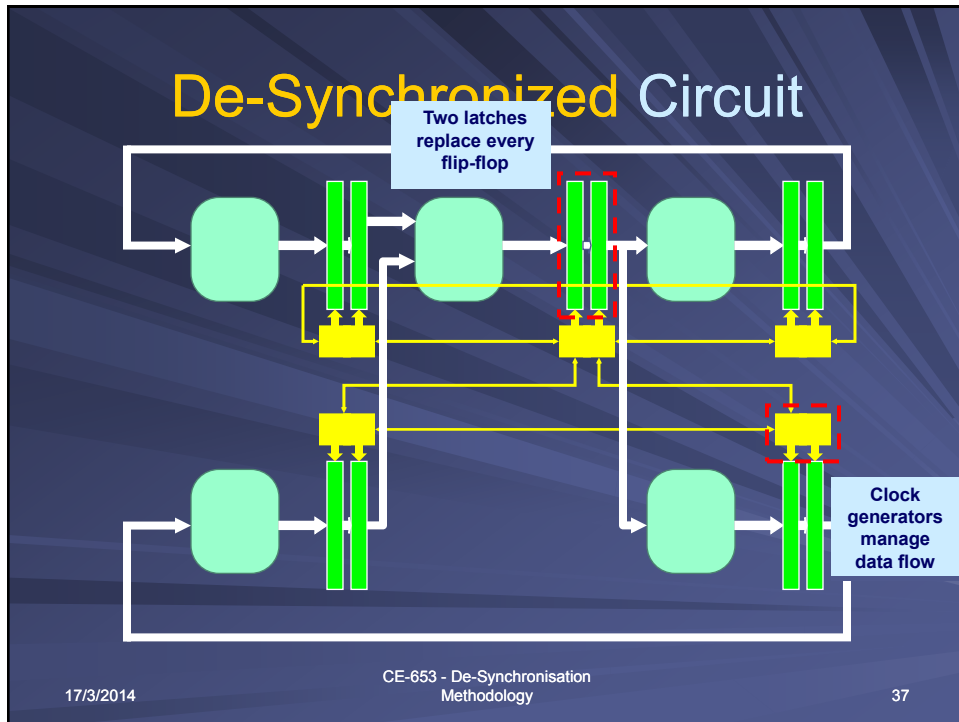 De-Synchronized Circuit
Two latches
replace every
flip-flop
Clock
generators
manage
data flow
17/3/2014
CE-653 - De-Synchronisation
Methodology
37